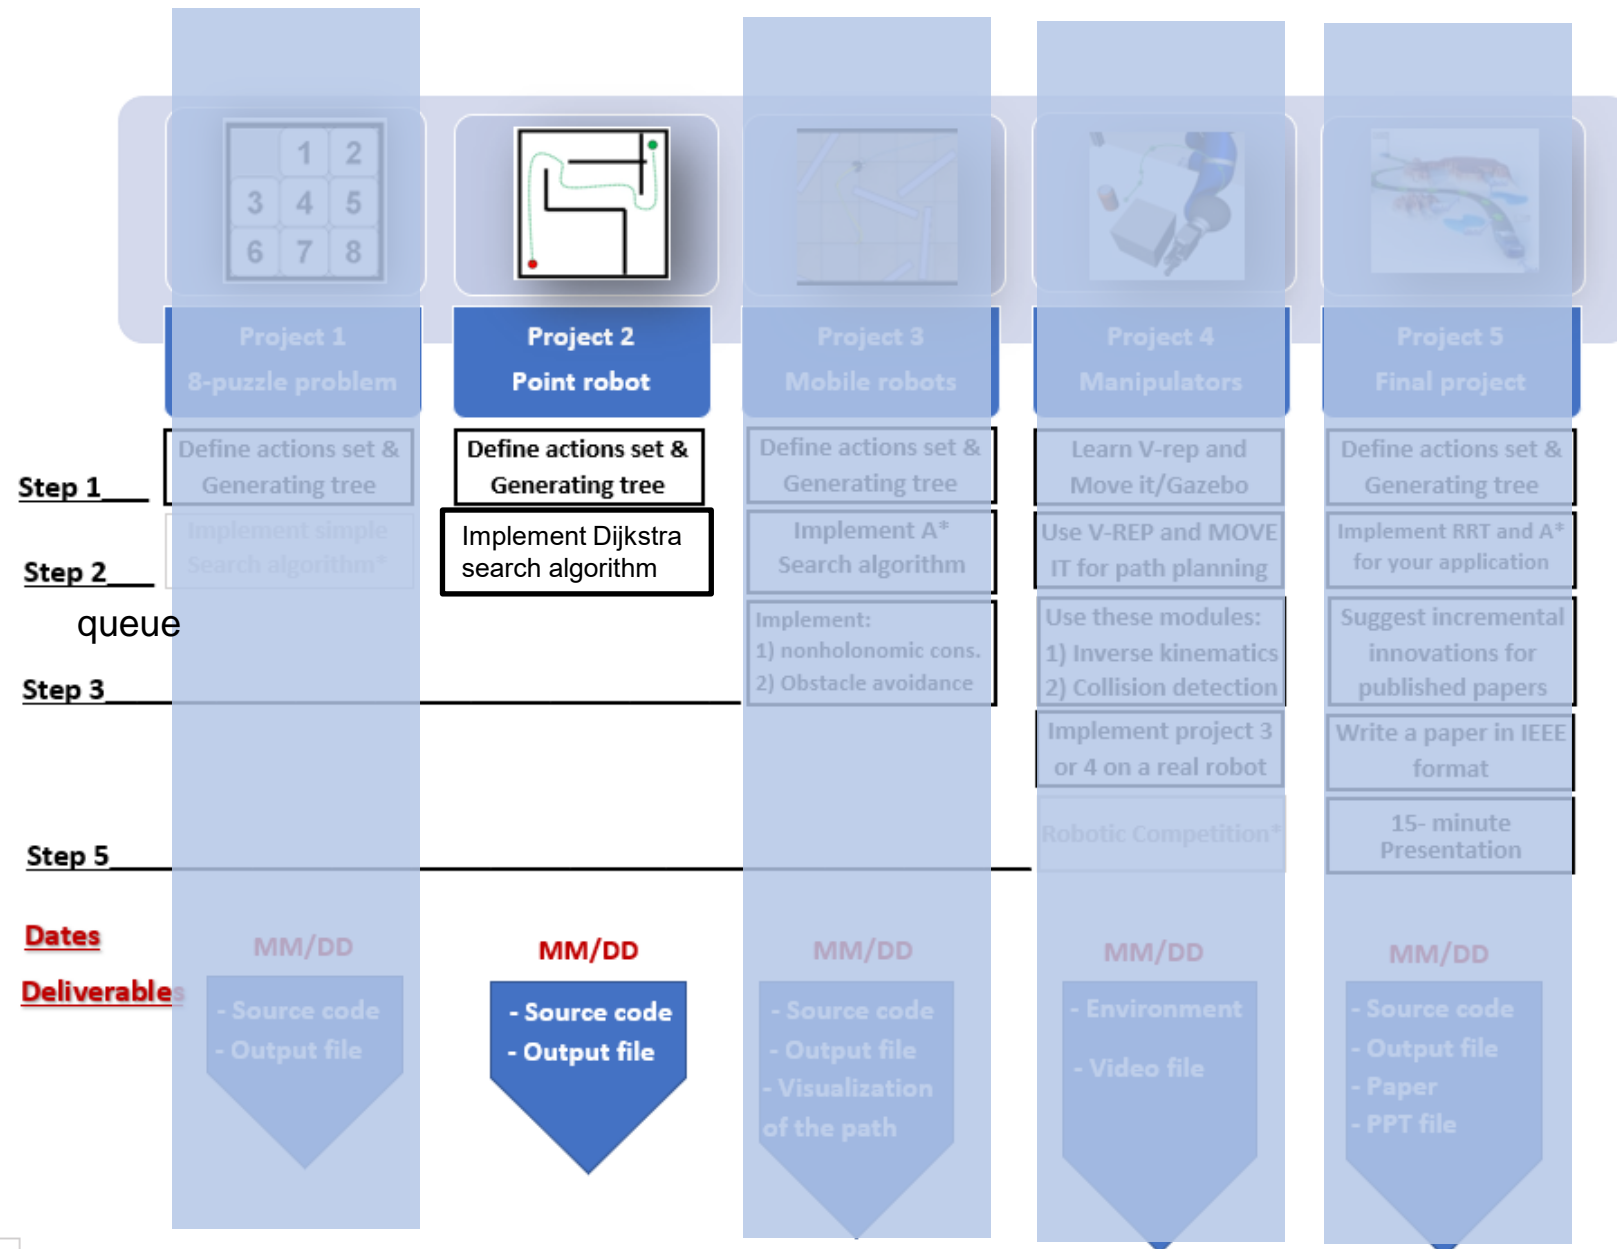 1 2
3 4 5
6 7 8
Project 1
8-puzzle problem
Project 2
Point robot
Project 3
Mobile robots
Project 4
Manipulators
Project 5
Final project
Step 1
Define actions set &
Generating tree
Define actions set &
Generating tree
Define actions set &
Generating tree
Learn V-rep and
Move it/Gazebo
Define actions set &
Generating tree
Step 2
Implement simple
Search algorithm*
Implement Dijkstra
search algorithm
Implement A*
Search algorithm
Use V-REP and MOVE
IT for path planning
Implement RRT and A*
for your application
queue
Step 3
Implement:
1) nonholonomic cons.
2) Obstacle avoidance
Use these modules:
1) Inverse kinematics
2) Collision detection
Suggest incremental
innovations for
published papers
Implement project 3
or 4 on a real robot
Write a paper in IEEE
format
Step 5
Robotic Competition*
15- minute
Presentation
Dates
MM/DD
MM/DD
MM/DD
MM/DD
MM/DD
Deliverables
- Source code
- Output file
- Source code
- Output file
- Source code
- Output file
- Visualization
of the path
- Environment
- Video file
- Source code
- Output file
- Paper
- PPT file